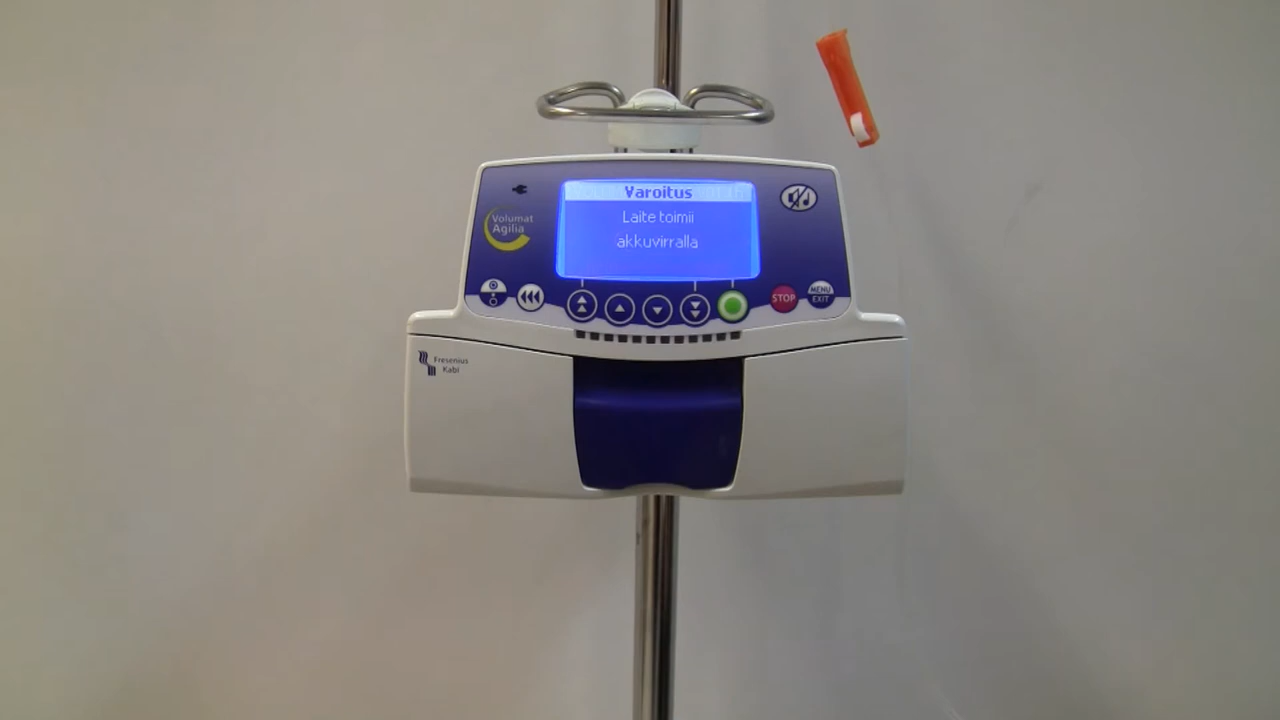 Varoitus
Laite toimii
akkuvirralla
Volumat
Agilia
STOP
MENU
EXIT
Fresenius
Kabi